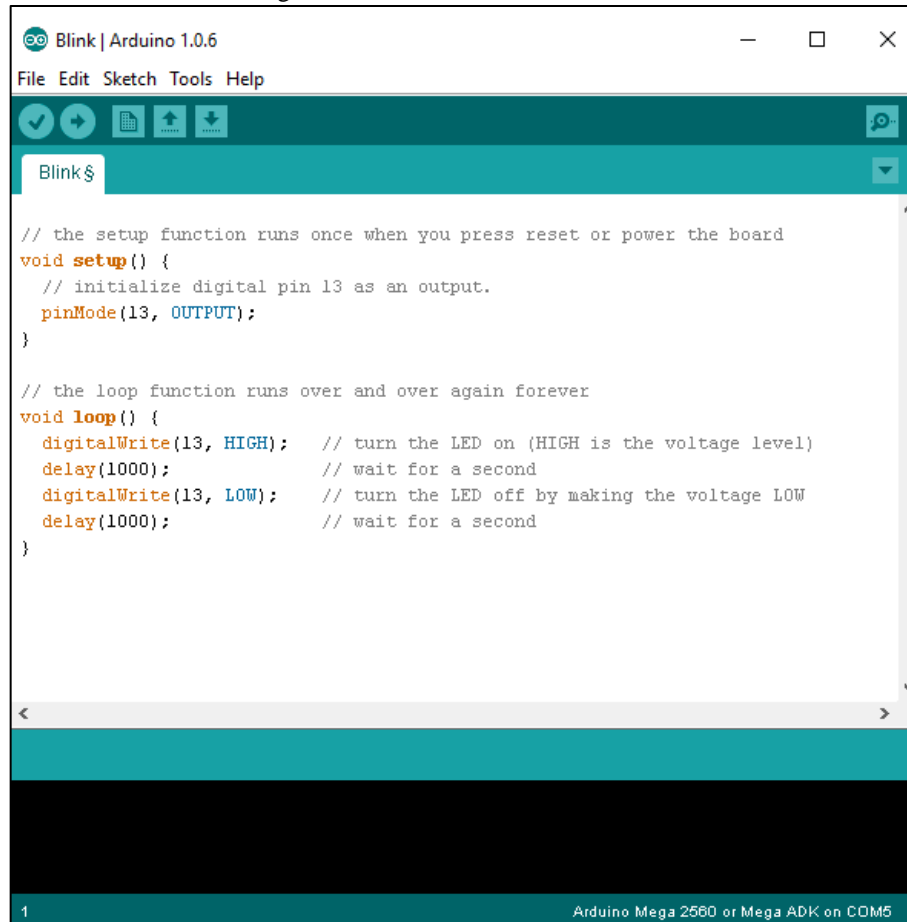 Blink | Arduino 1.0.6
File Edit Sketch Tools Help
Blink §
// the setup function runs once when you press reset or power the board
void setup() {
  // initialize digital pin 13 as an output.
  pinMode(13, OUTPUT);
}
// the loop function runs over and over again forever
void loop() {
  digitalWrite(13, HIGH);   // turn the LED on (HIGH is the voltage level)
  delay(1000);              // wait for a second
  digitalWrite(13, LOW);    // turn the LED off by making the voltage LOW
  delay(1000);              // wait for a second
}
1 Arduino Mega 2560 or Mega ADK on COM5